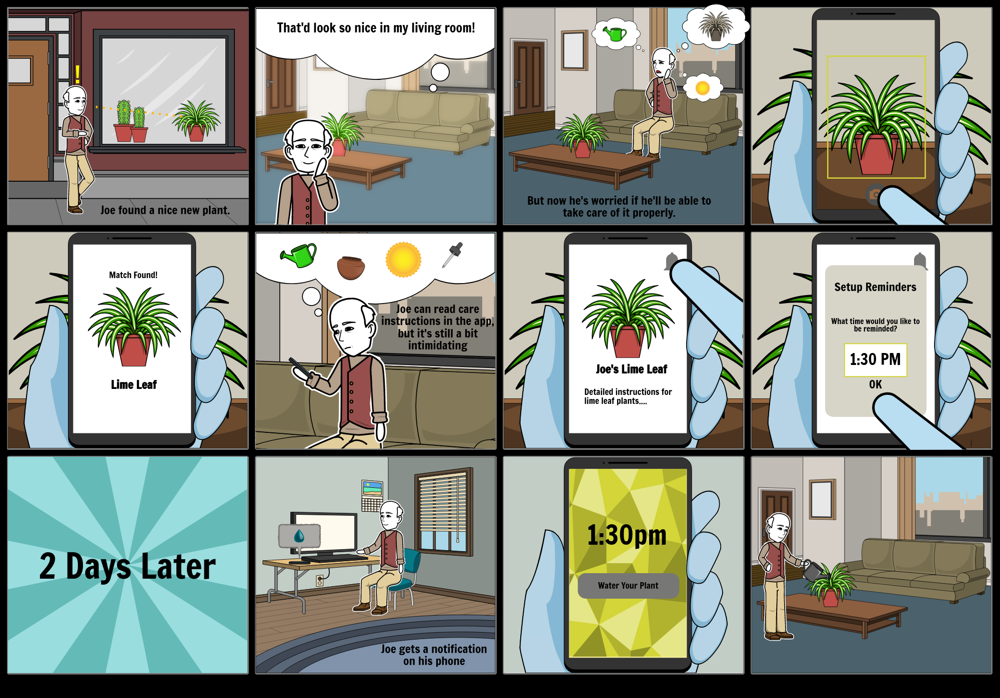 !
Joe found a nice new plant.
That'd look so nice in my living room!
But now he's worried if he'll be able to
take care of it properly.
Match Found!
Lime Leaf
Joe can read care
instructions in the app,
but it's still a bit
intimidating
Joe's Lime Leaf
Detailed instructions for
lime leaf plants....
Setup Reminders
What time would you like to
be reminded?
1:30 PM
OK
2 Days Later
Joe gets a notification
on his phone
1:30pm
Water Your Plant